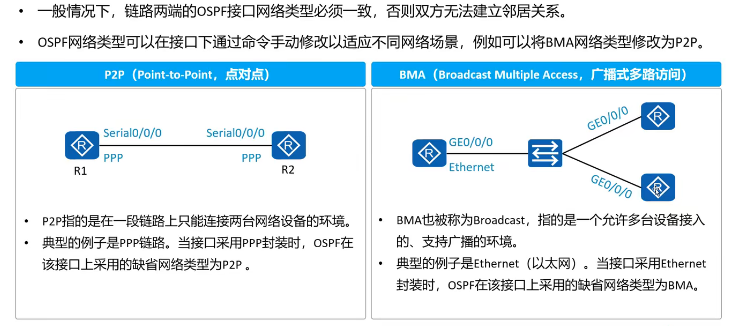 • 一般情况下，链路两端的OSPF接口网络类型必须一致，否则双方无法建立邻居关系。
• OSPF网络类型可以在接口下通过命令手动修改以适应不同网络场景，例如可以将BMA网络类型修改为P2P。
P2P（Point-to-Point，点对点）
Serial0/0/0 Serial0/0/0
R R
PPP PPP
R1 R2
• P2P指的是在一段链路上只能连接两台网络设备的环境。
• 典型的例子是PPP链路。当接口采用PPP封装时，OSPF在
该接口上采用的缺省网络类型为P2P 。
BMA（Broadcast Multiple Access，广播式多路访问）
GE0/0/0
R
GE0/0/0
R
Ethernet
GE0/0/0
R
• BMA也被称为Broadcast，指的是一个允许多台设备接入
的、支持广播的环境。
• 典型的例子是Ethernet（以太网）。当接口采用Ethernet
封装时，OSPF在该接口上采用的缺省网络类型为BMA。